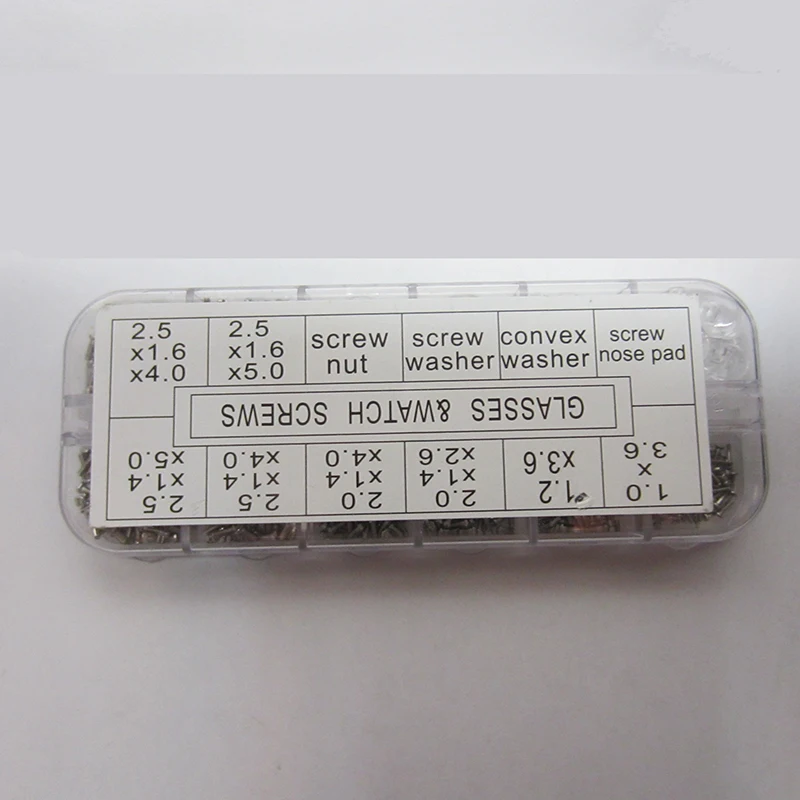 2.5
x1.6
x4.0
2.5
x1.6
x5.0
screw
nut
screw
washer
convex
washer
screw
nose pad
GLASSES &WATCH SCREWS
1.0
x
3.6
1.2
x3.6
2.0
x1.4
x2.6
2.0
x1.4
x4.0
2.5
x1.4
x4.0
2.5
x1.4
x5.0